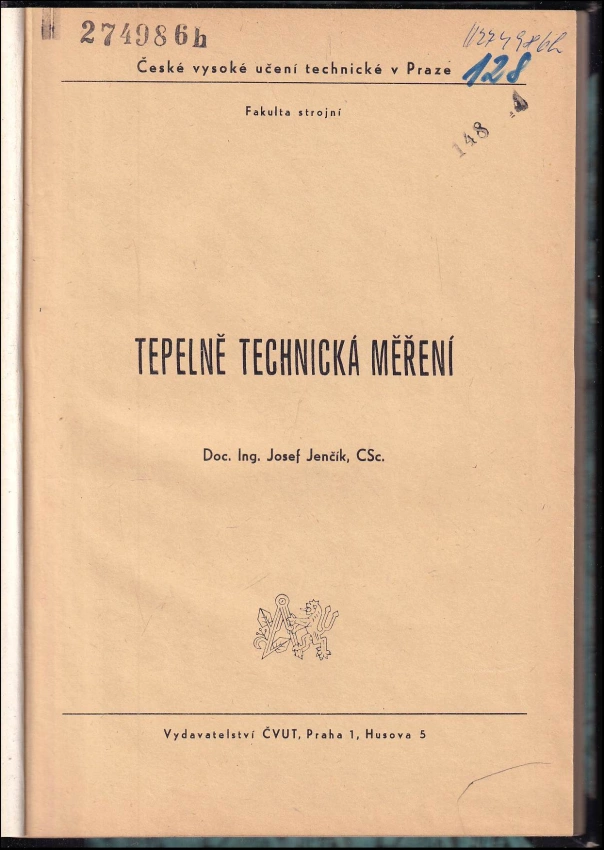 274986h
České vysoké učení technické v Praze
128
Fakulta strojní
148
TEPELNĚ TECHNICKÁ MĚŘENÍ
Doc. Ing. Josef Jenčík, CSc.
Vydavatelství ČVUT, Praha 1, Husova 5